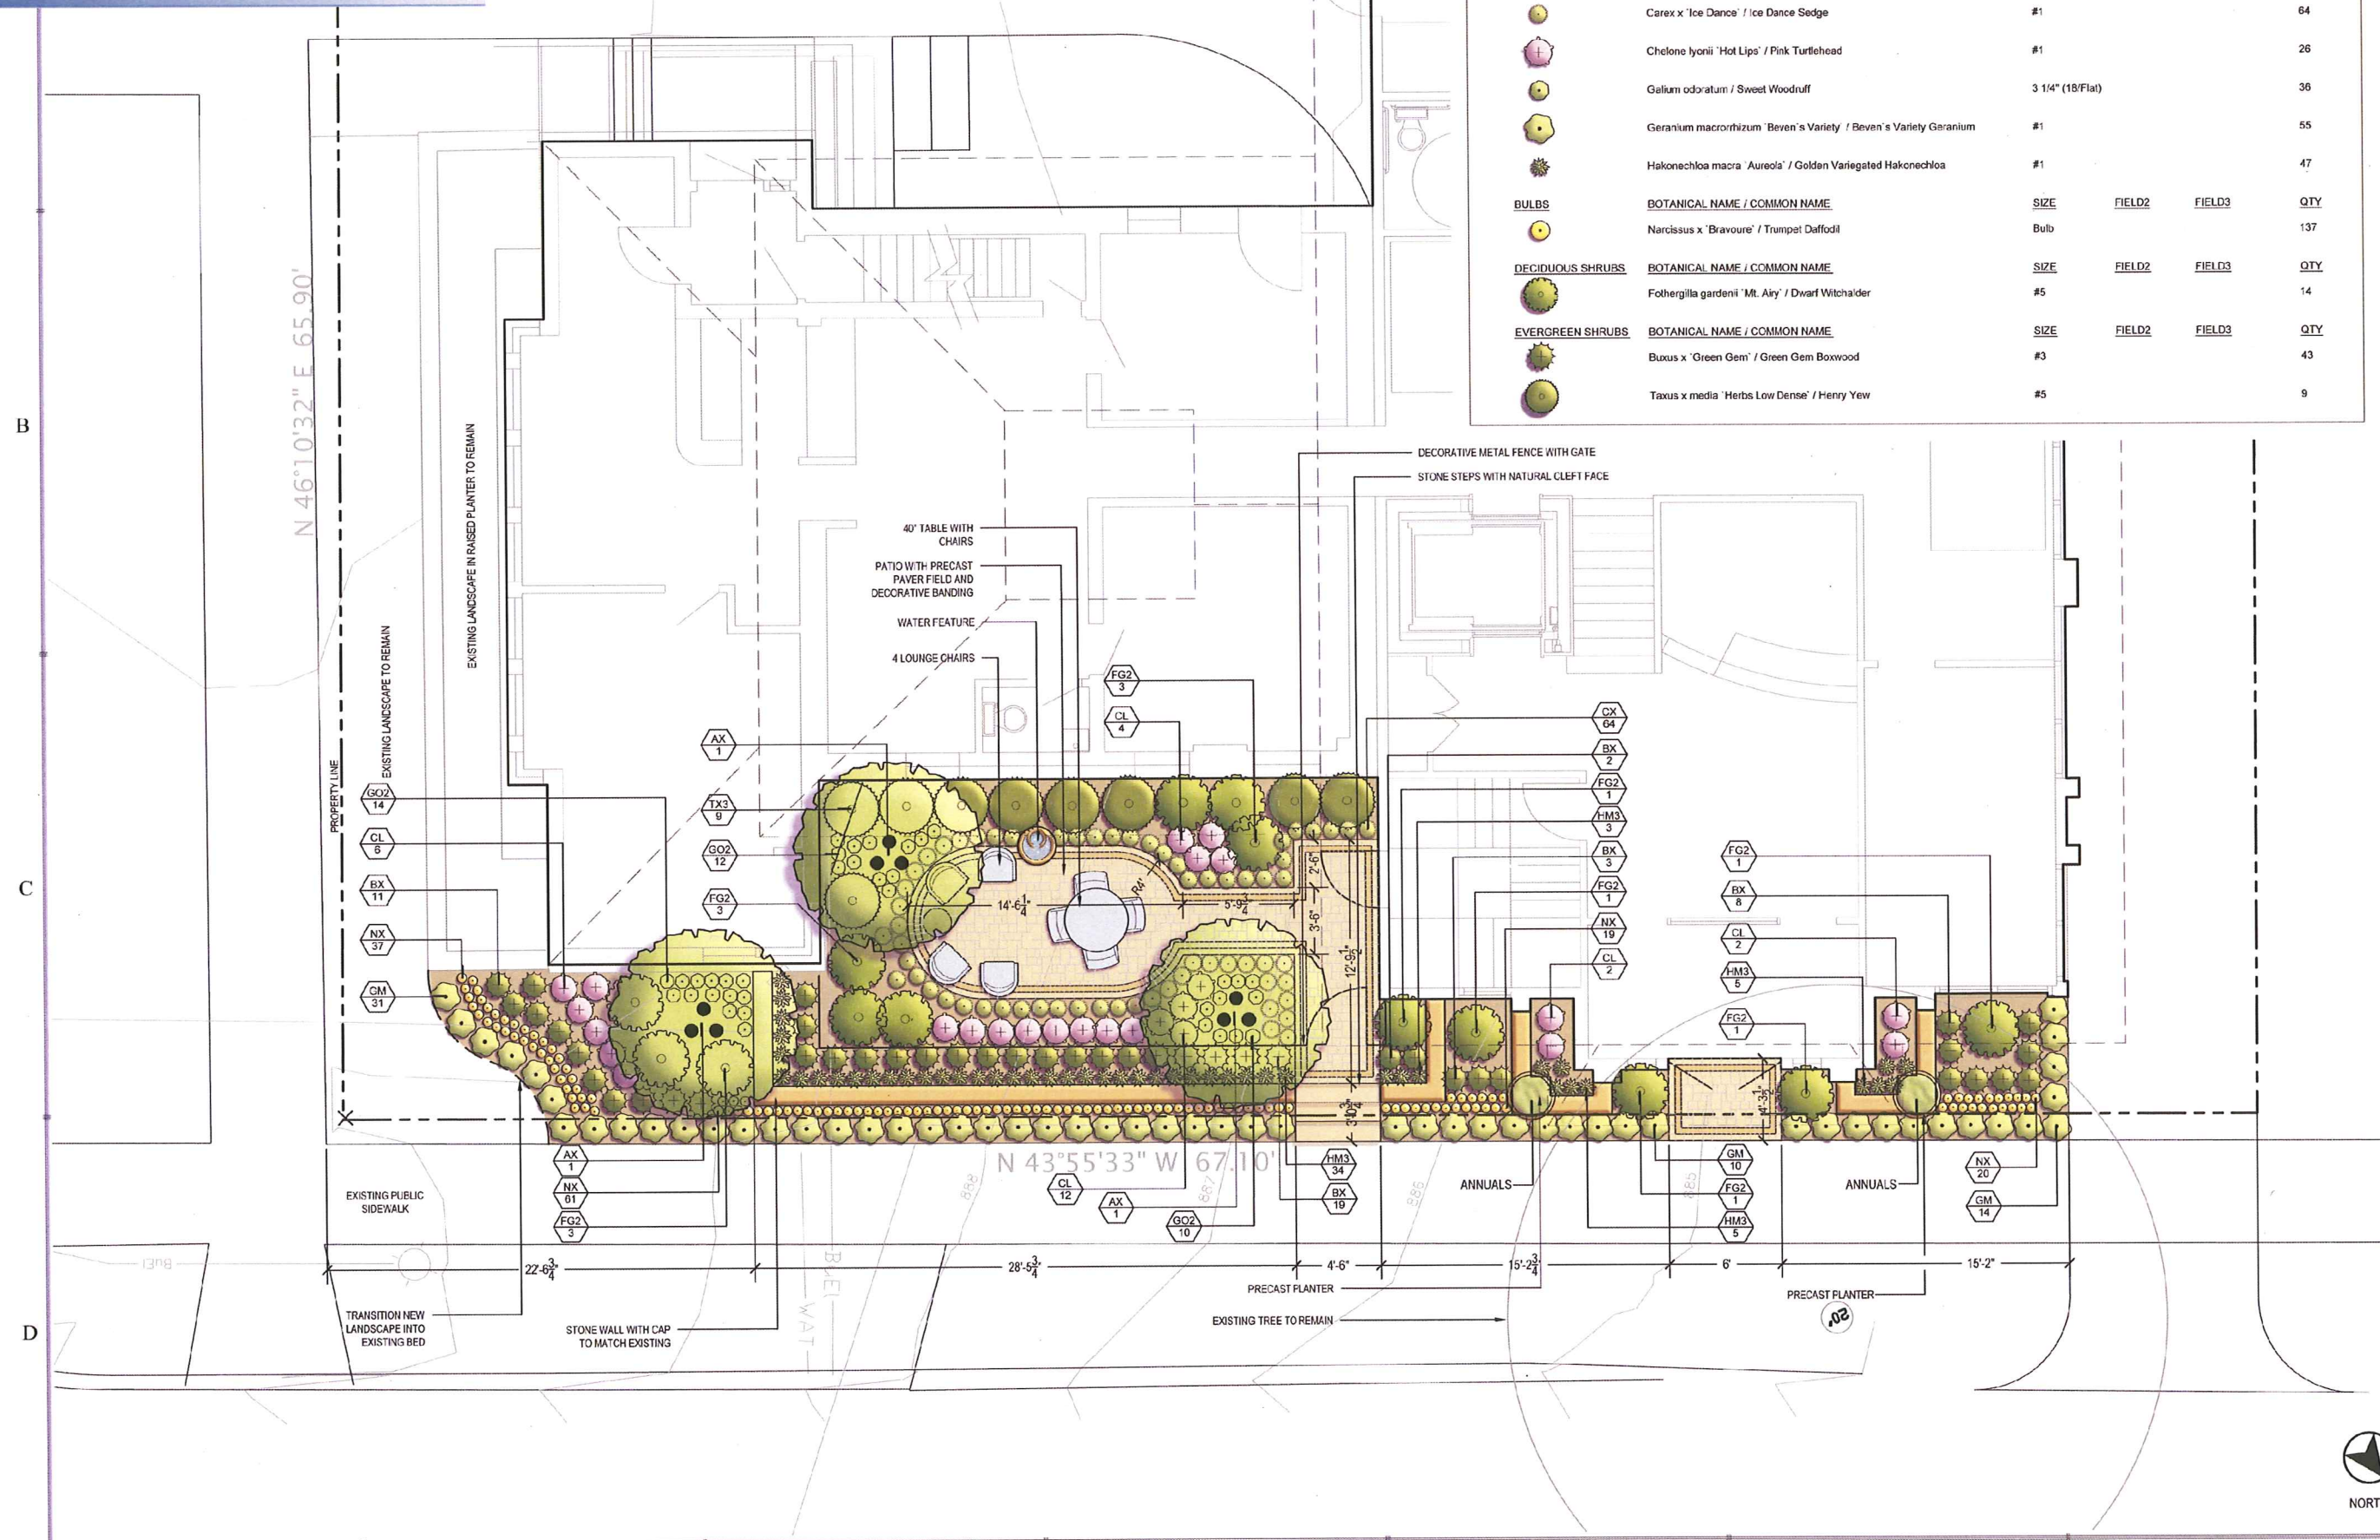 Carex x `Ice Dance` / Ice Dance Sedge #1 64
Chelone lyonii `Hot Lips` / Pink Turtlehead #1 26
Galium odoratum / Sweet Woodruff 3 1/4" (18/Flat) 36
Geranium macrorrhizum `Beven`s Variety` / Beven`s Variety Geranium #1 55
Hakonechloa macra `Aureola` / Golden Variegated Hakonechloa #1 47
BULBS BOTANICAL NAME / COMMON NAME SIZE FIELD2 FIELD3 QTY
Narcissus x `Bravoure` / Trumpet Daffodil Bulb 137
DECIDUOUS SHRUBS BOTANICAL NAME / COMMON NAME SIZE FIELD2 FIELD3 QTY
Fothergilla gardenii `Mt. Airy` / Dwarf Witchalder #5 14
EVERGREEN SHRUBS BOTANICAL NAME / COMMON NAME SIZE FIELD2 FIELD3 QTY
Buxus x `Green Gem` / Green Gem Boxwood #3 43
Taxus x media `Herbs Low Dense` / Henry Yew #5 9
B
C
D
N 46°10'32" E 65.90'
PROPERTY LINE
EXISTING LANDSCAPE TO REMAIN
EXISTING LANDSCAPE IN RAISED PLANTER TO REMAIN
DECORATIVE METAL FENCE WITH GATE
STONE STEPS WITH NATURAL CLEFT FACE
40" TABLE WITH
CHAIRS
PATIO WITH PRECAST
PAVER FIELD AND
DECORATIVE BANDING
WATER FEATURE
4 LOUNGE CHAIRS
FG2
3
CL
4
AX
1
TX3
9
GO2
12
FG2
3
GO2
14
CL
6
BX
11
NX
37
GM
31
CX
64
BX
2
FG2
1
HM3
3
BX
3
FG2
1
NX
19
CL
2
FG2
1
BX
8
CL
2
HM3
5
FG2
1
14'-6 1/4"
5'-9 3/4"
R4'
2'-6"
3'-6"
12'-9 1/2"
3'-10 3/4"
4'-3 1/2"
N 43°55'33" W 67.10'
AX
1
NX
61
FG2
3
CL
12
AX
1
GO2
10
HM3
34
BX
19
ANNUALS
GM
10
FG2
1
HM3
5
ANNUALS
NX
20
GM
14
888
887
886
885
EXISTING PUBLIC
SIDEWALK
BUEl
BUEl
WAT
22'-6 3/4"
28'-5 3/4"
4'-6"
15'-2 3/4"
6'
15'-2"
PRECAST PLANTER
PRECAST PLANTER
EXISTING TREE TO REMAIN
20'
TRANSITION NEW
LANDSCAPE INTO
EXISTING BED
STONE WALL WITH CAP
TO MATCH EXISTING
NORT